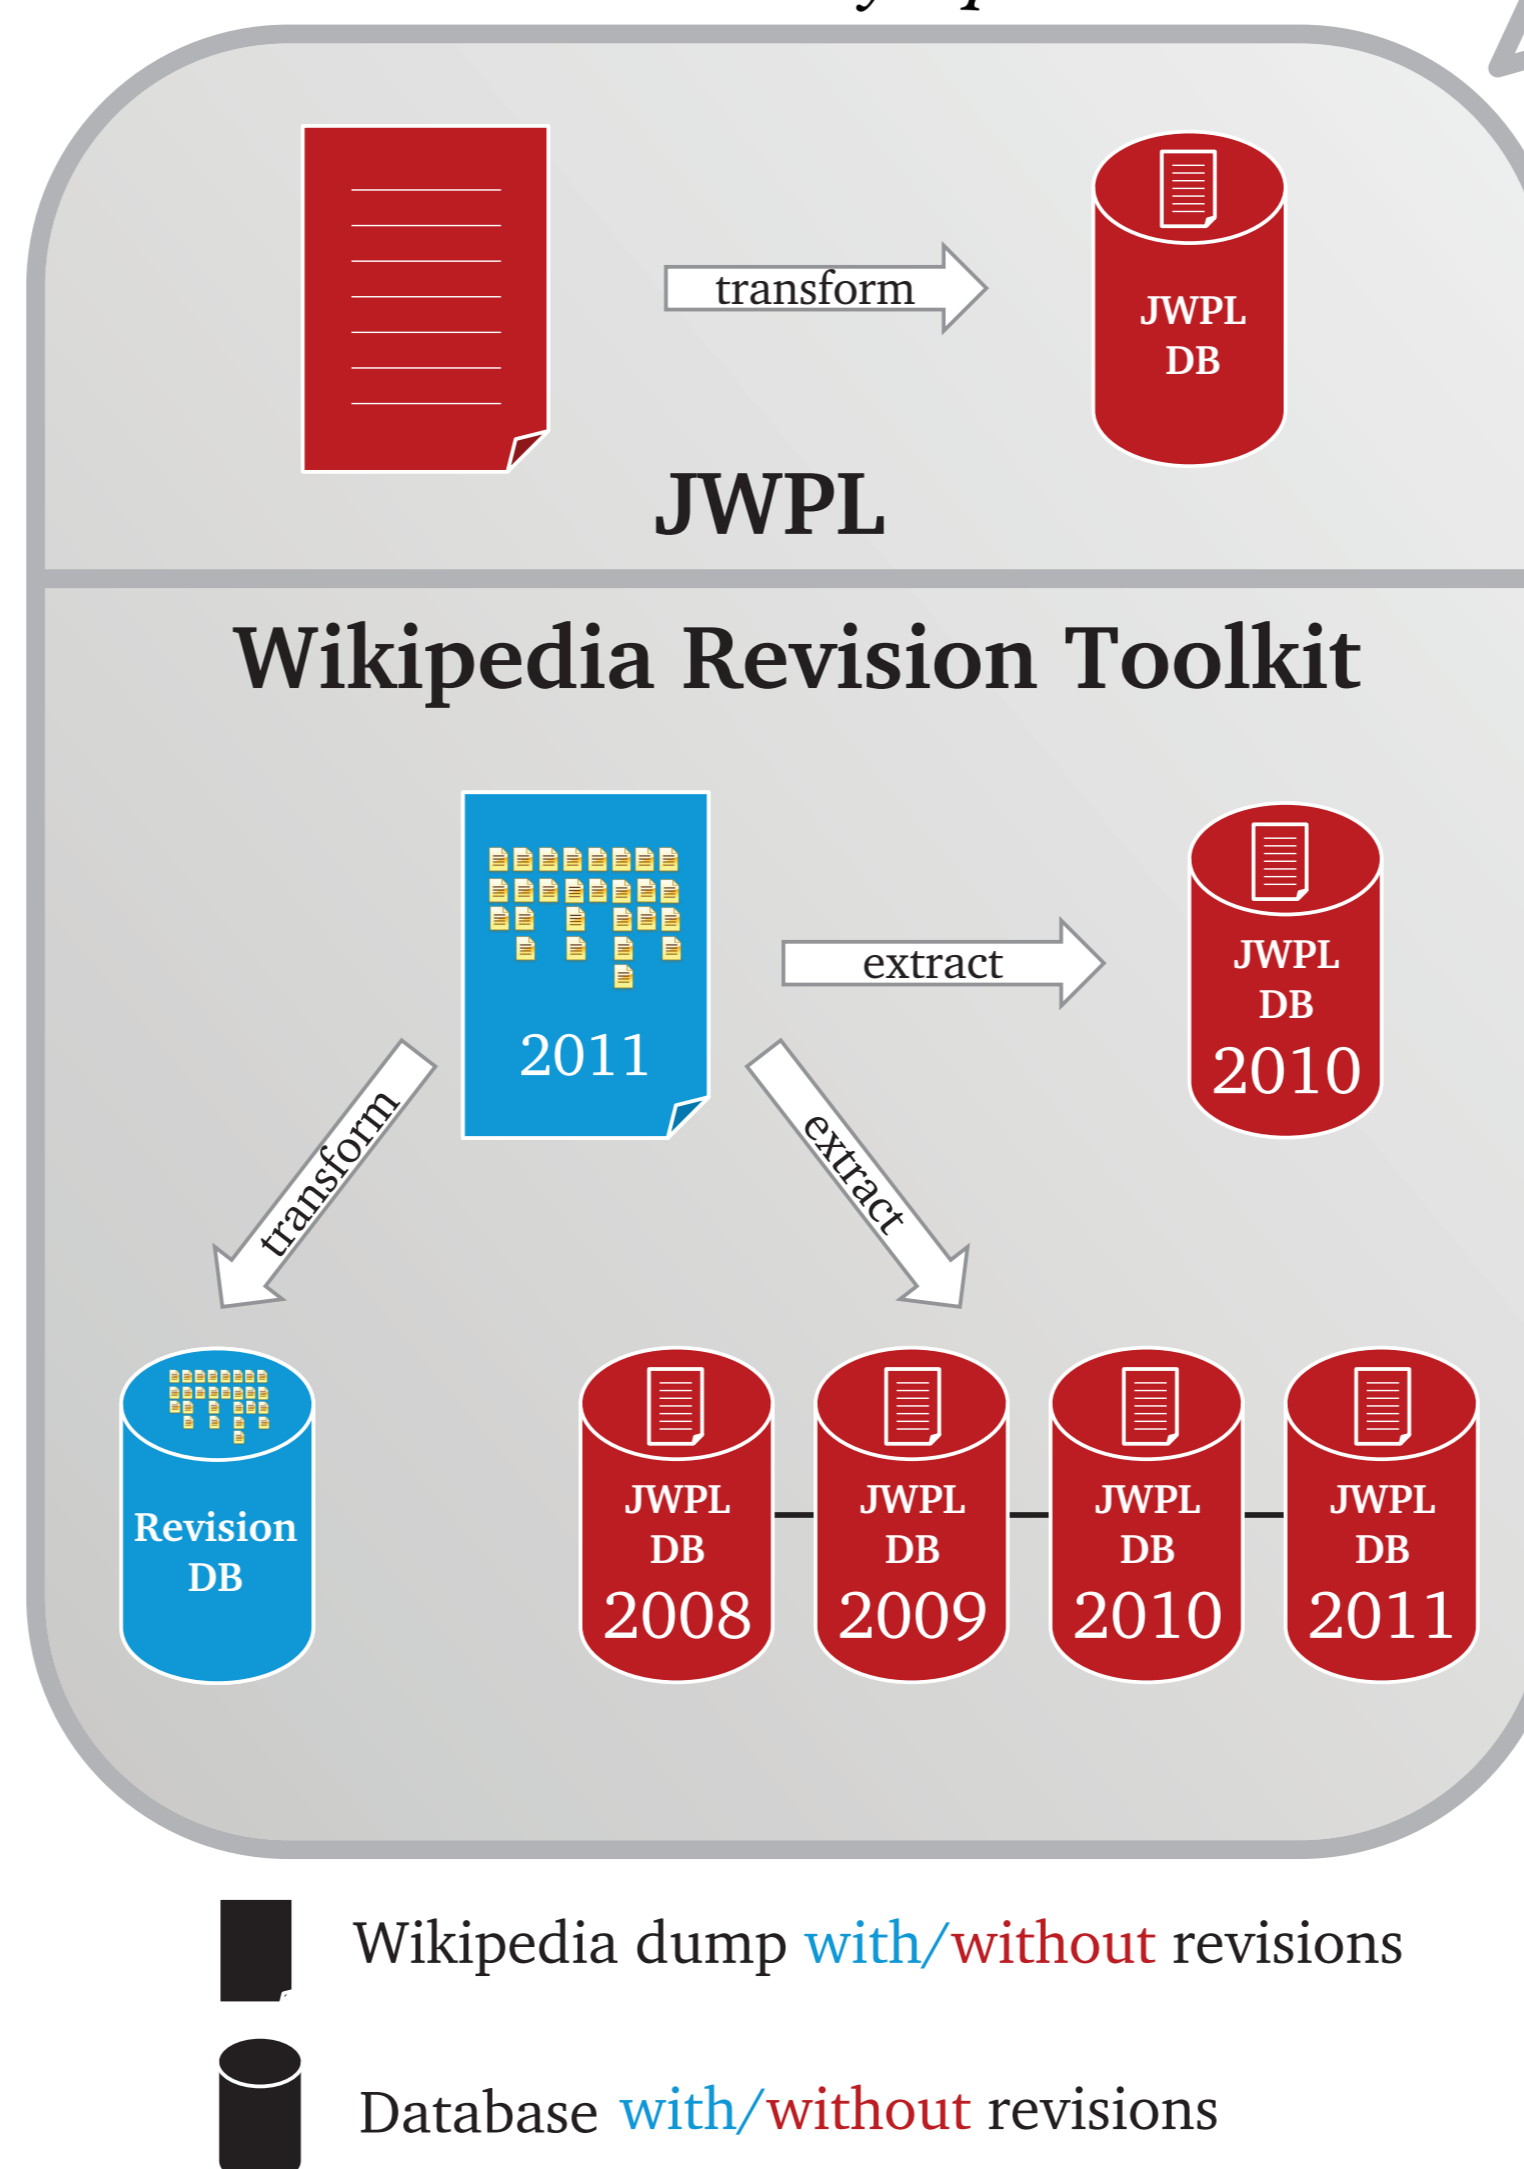 transform
JWPL
DB
JWPL
Wikipedia Revision Toolkit
2011
extract
JWPL
DB
2010
transform
extract
Revision
DB
JWPL
DB
2008
JWPL
DB
2009
JWPL
DB
2010
JWPL
DB
2011
Wikipedia dump with/without revisions
Database with/without revisions